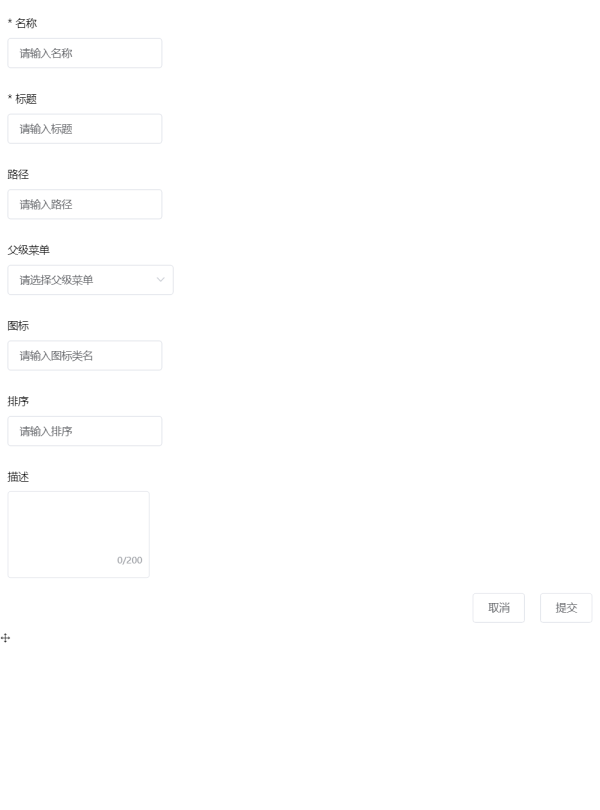 * 名称
请输入名称
* 标题
请输入标题
路径
请输入路径
父级菜单
请选择父级菜单
图标
请输入图标类名
排序
请输入排序
描述
0/200
取消 提交